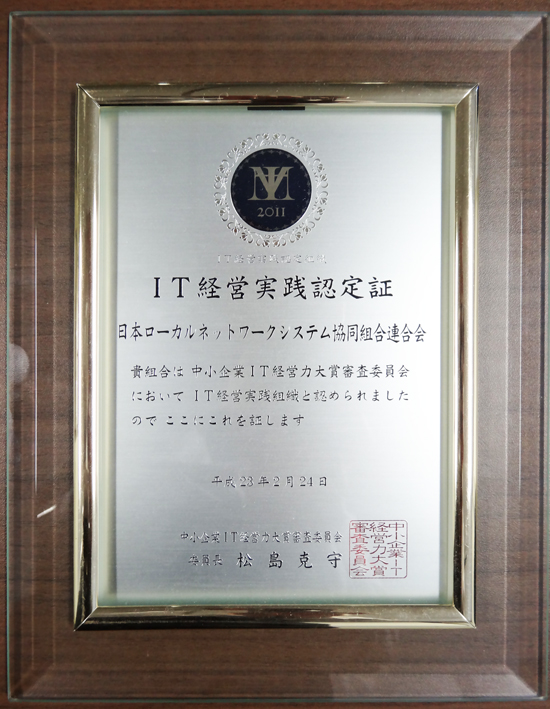 2011
IT経営実践認定証
日本ローカルネットワークシステム協同組合連合会
貴組合は 中小企業IT経営力大賞審査委員会
において IT経営実践組織と認められました
ので ここにこれを証します
平成23年2月24日
中小企業IT経営力大賞審査委員会
委員長 松島克守
中小企業IT
経営力大賞
審査委員会